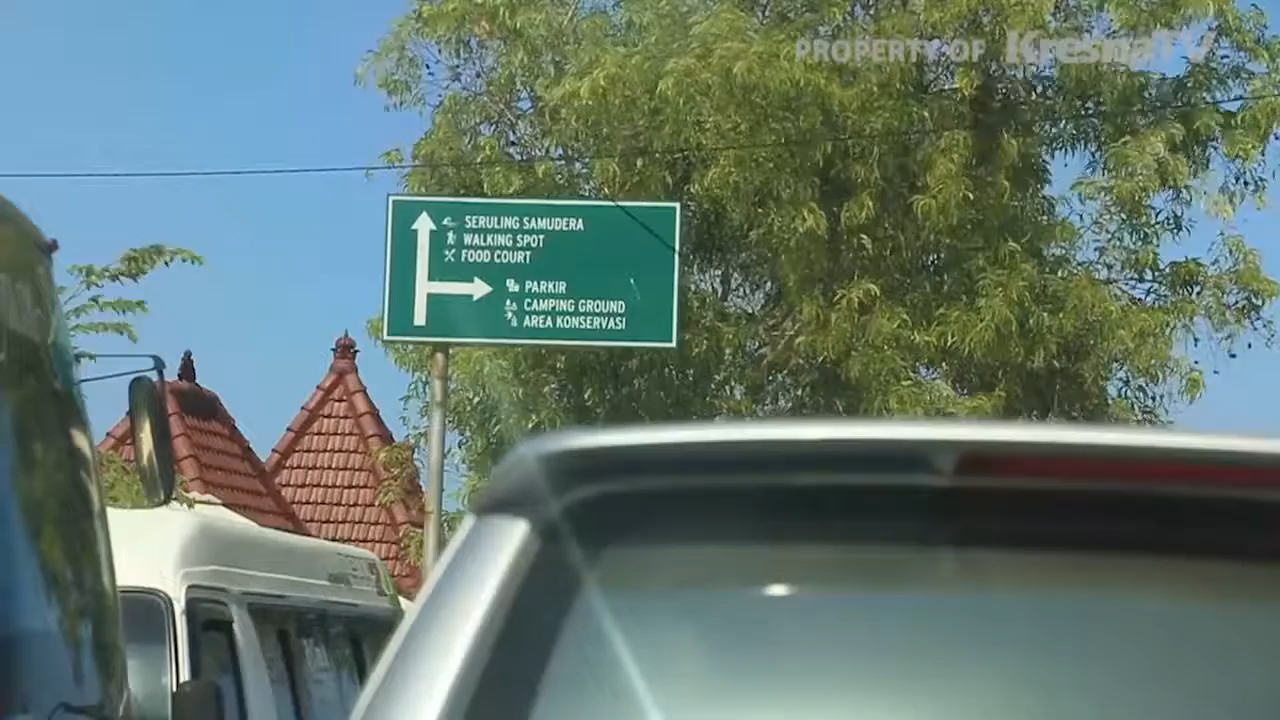 PROPERTY OF KresnaTV
SERULING SAMUDERA
WALKING SPOT
FOOD COURT
PARKIR
CAMPING GROUND
AREA KONSERVASI